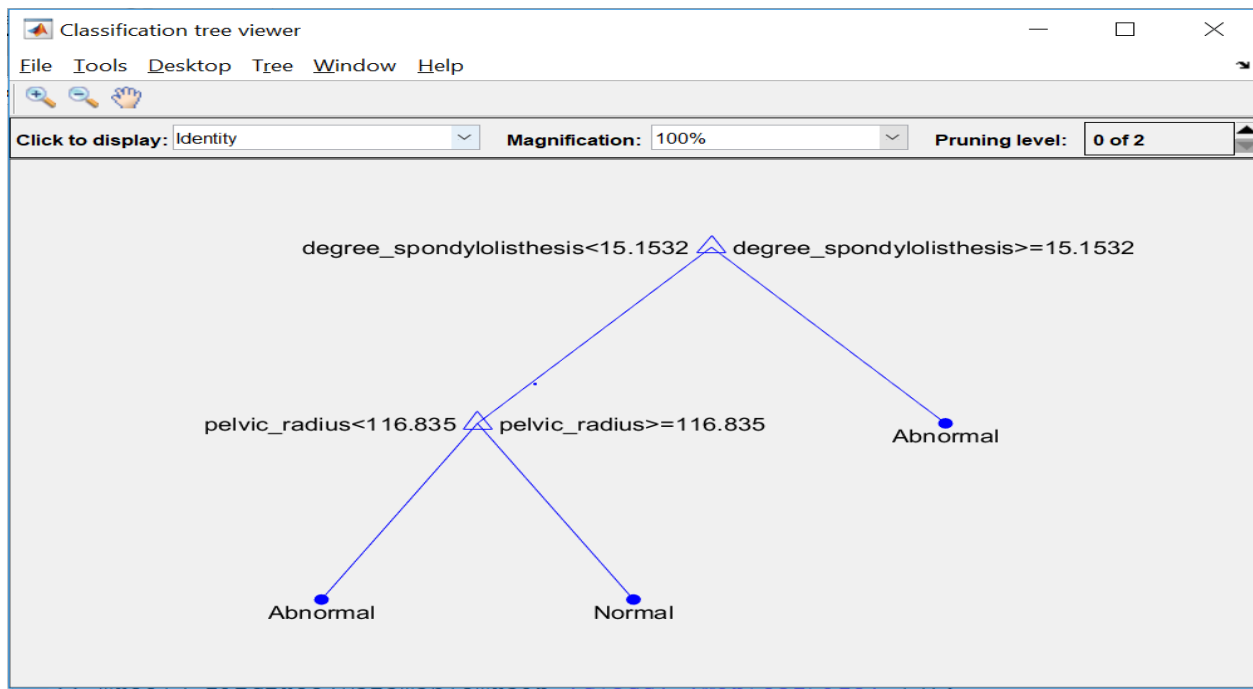 Classification tree viewer
File Tools Desktop Tree Window Help
Click to display: Identity Magnification: 100% Pruning level: 0 of 2
degree_spondylolisthesis<15.1532 degree_spondylolisthesis>=15.1532
pelvic_radius<116.835 pelvic_radius>=116.835
Abnormal
Abnormal Normal